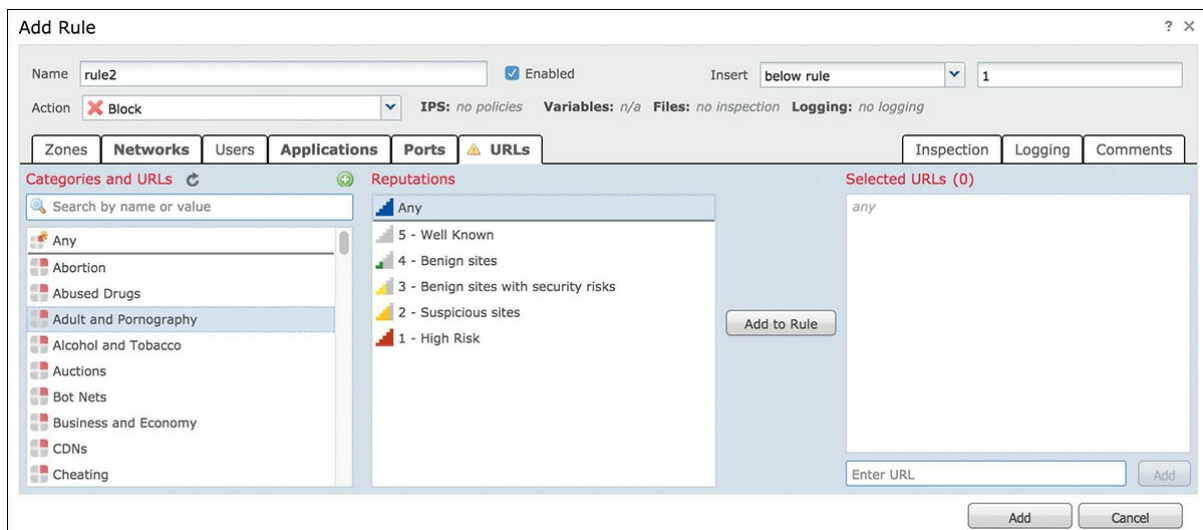 Add Rule
? X
Name rule2 Enabled Insert below rule 1
Action Block IPS: no policies Variables: n/a Files: no inspection Logging: no logging
Zones Networks Users Applications Ports URLs Inspection Logging Comments
Categories and URLs Reputations Selected URLs (0)
Search by name or value
Any
Abortion
Abused Drugs
Adult and Pornography
Alcohol and Tobacco
Auctions
Bot Nets
Business and Economy
CDNs
Cheating
Any
5 - Well Known
4 - Benign sites
3 - Benign sites with security risks
2 - Suspicious sites
1 - High Risk
Add to Rule
any
Enter URL Add
Add Cancel